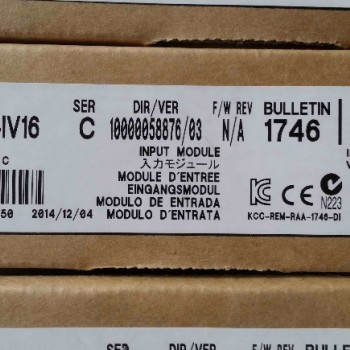 SER DIR/VER F/W REV BULLETIN
-IV16 C 10000058876/03 N/A 1746
INPUT MODULE
入力モジュール
MODULE D'ENTREE
EINGANGSMODUL
MODULO DE ENTRADA
MODULO D'ENTRATA
C
50 2014/12/04
N223
KCC-REM-RAA-1746-DI
SER DIR/VER F/W REV BULLE